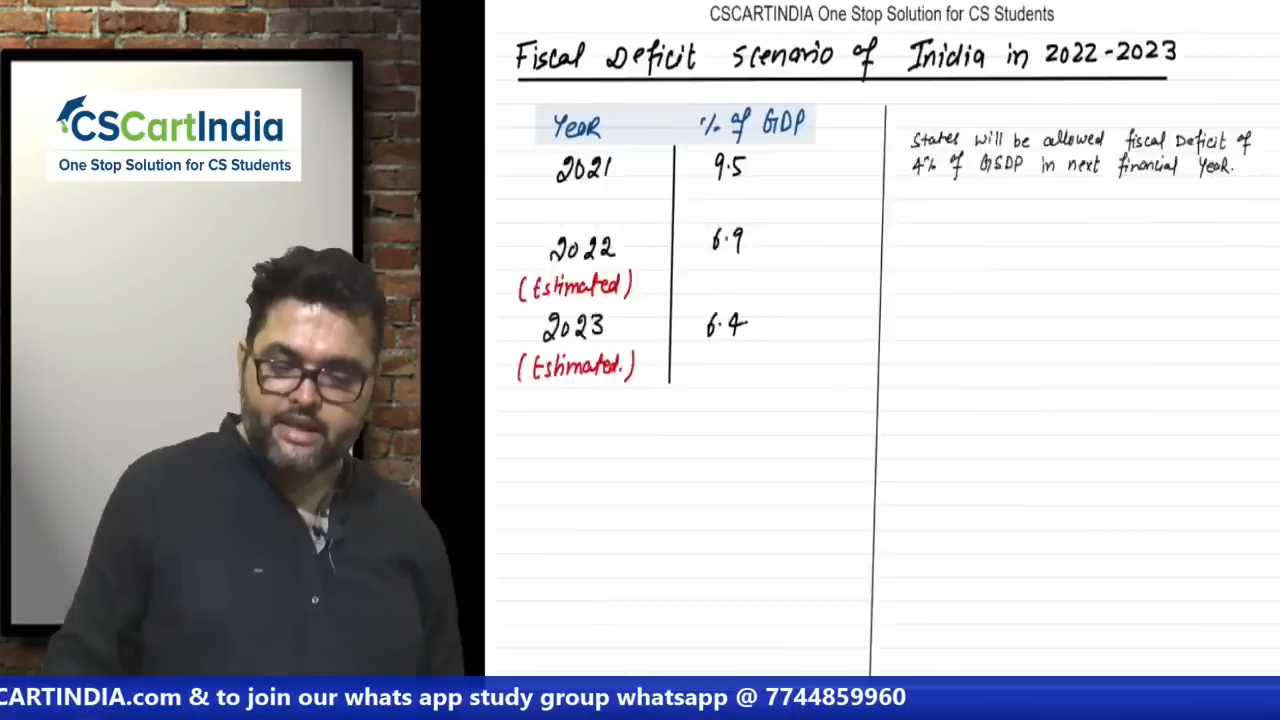 CSCARTINDIA One Stop Solution for CS Students
Fiscal Deficit scenario of Inidia in 2022-2023
CSCartIndia
One Stop Solution for CS Students
Year % of GDP
2021 9.5
2022 6.9
(Estimated)
2023 6.4
(Estimated.)
States will be allowed fiscal Deficit of
4% of GSDP in next financial Year.
CARTINDIA.com & to join our whats app study group whatsapp @ 7744859960